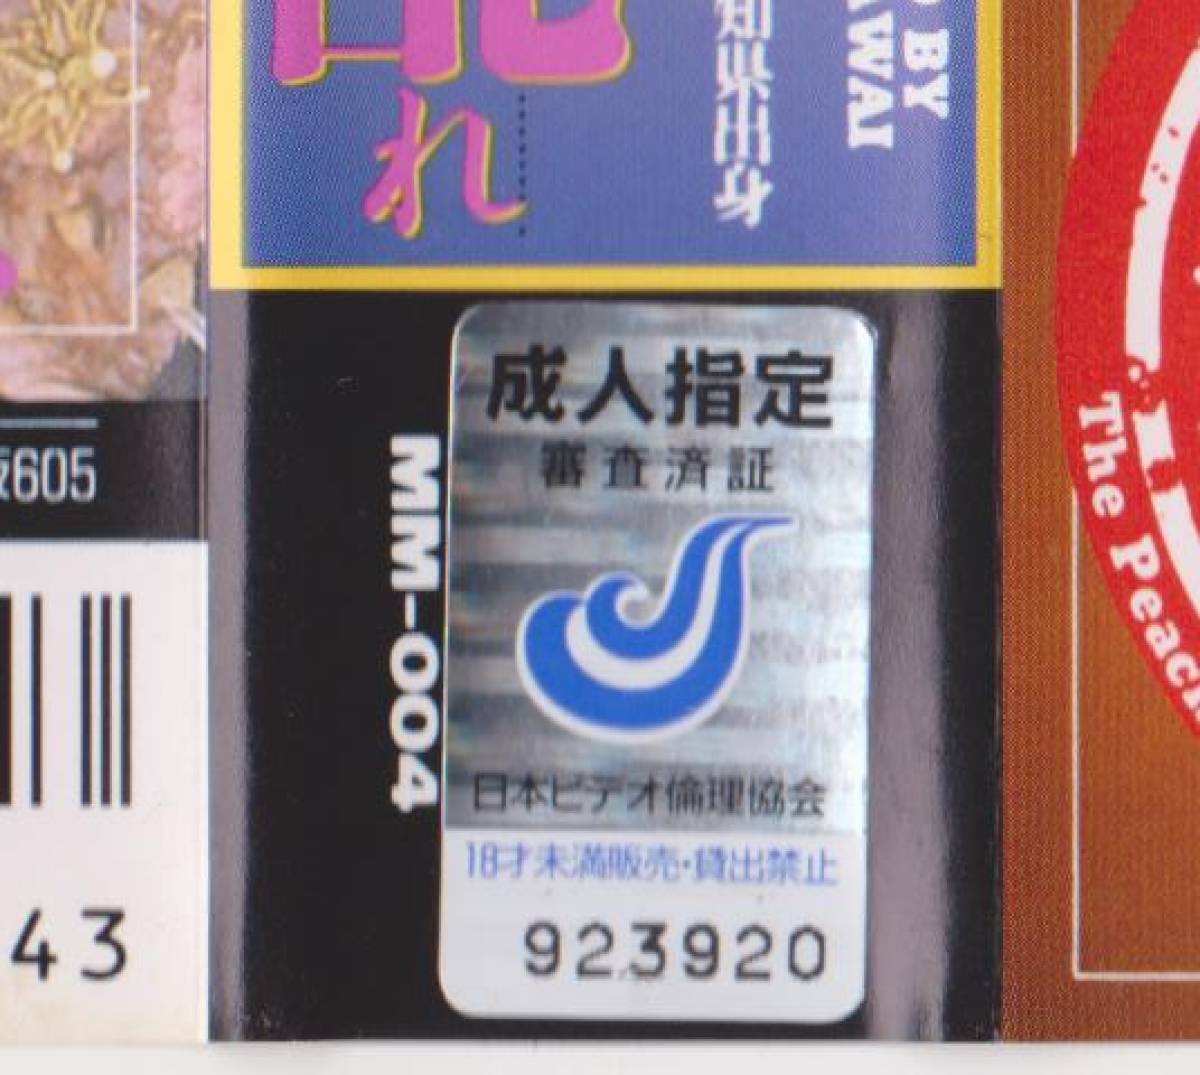 れ
知県出身
BY
AWAI
成人指定
審査済証
MM-004
日本ビデオ倫理協会
18才未満販売・貸出禁止
923920
605
43
The Peach